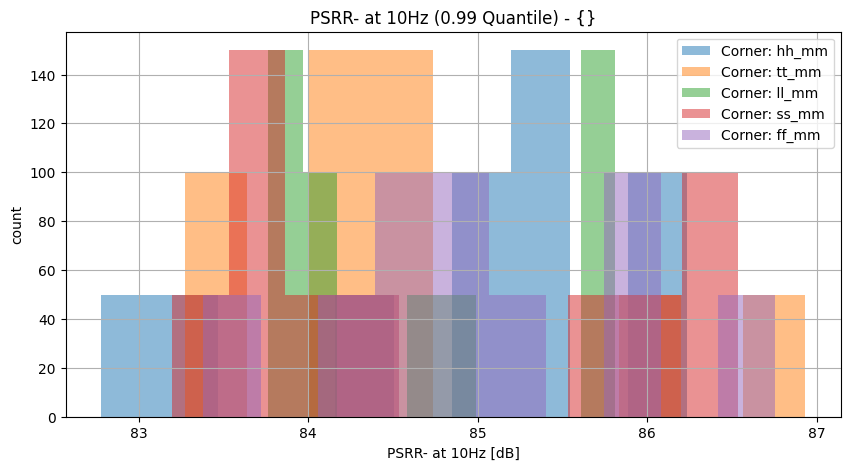 PSRR- at 10Hz (0.99 Quantile) - {}
Corner: hh_mm
Corner: tt_mm
Corner: ll_mm
Corner: ss_mm
Corner: ff_mm
140
120
100
80
60
40
20
0
count
83
84
85
86
87
PSRR- at 10Hz [dB]